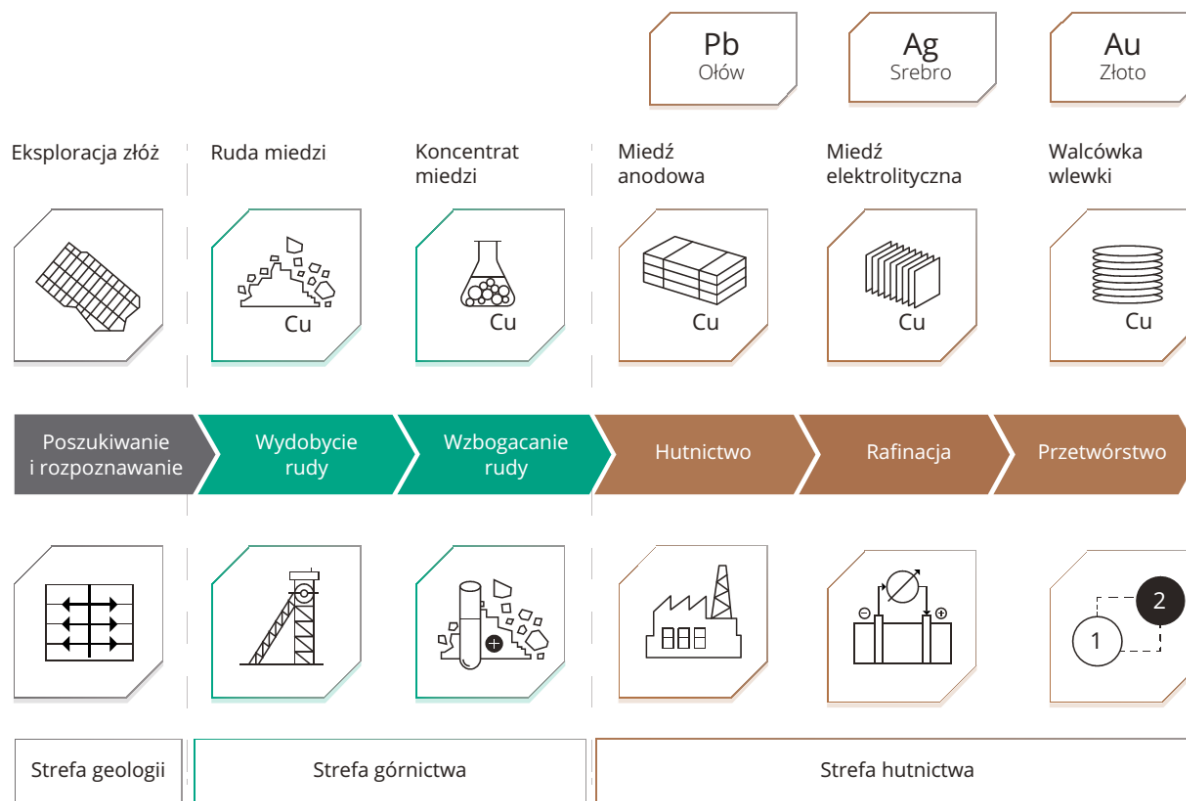 Pb
Ołów
Ag
Srebro
Au
Złoto
Eksploracja złóż
Ruda miedzi
Koncentrat
miedzi
Miedź
anodowa
Miedź
elektrolityczna
Walcówka
wlewki
Cu
Cu
Cu
Cu
Cu
Poszukiwanie
i rozpoznawanie
Wydobycie
rudy
Wzbogacanie
rudy
Hutnictwo
Rafinacja
Przetwórstwo
+
−
+
1
2
Strefa geologii
Strefa górnictwa
Strefa hutnictwa